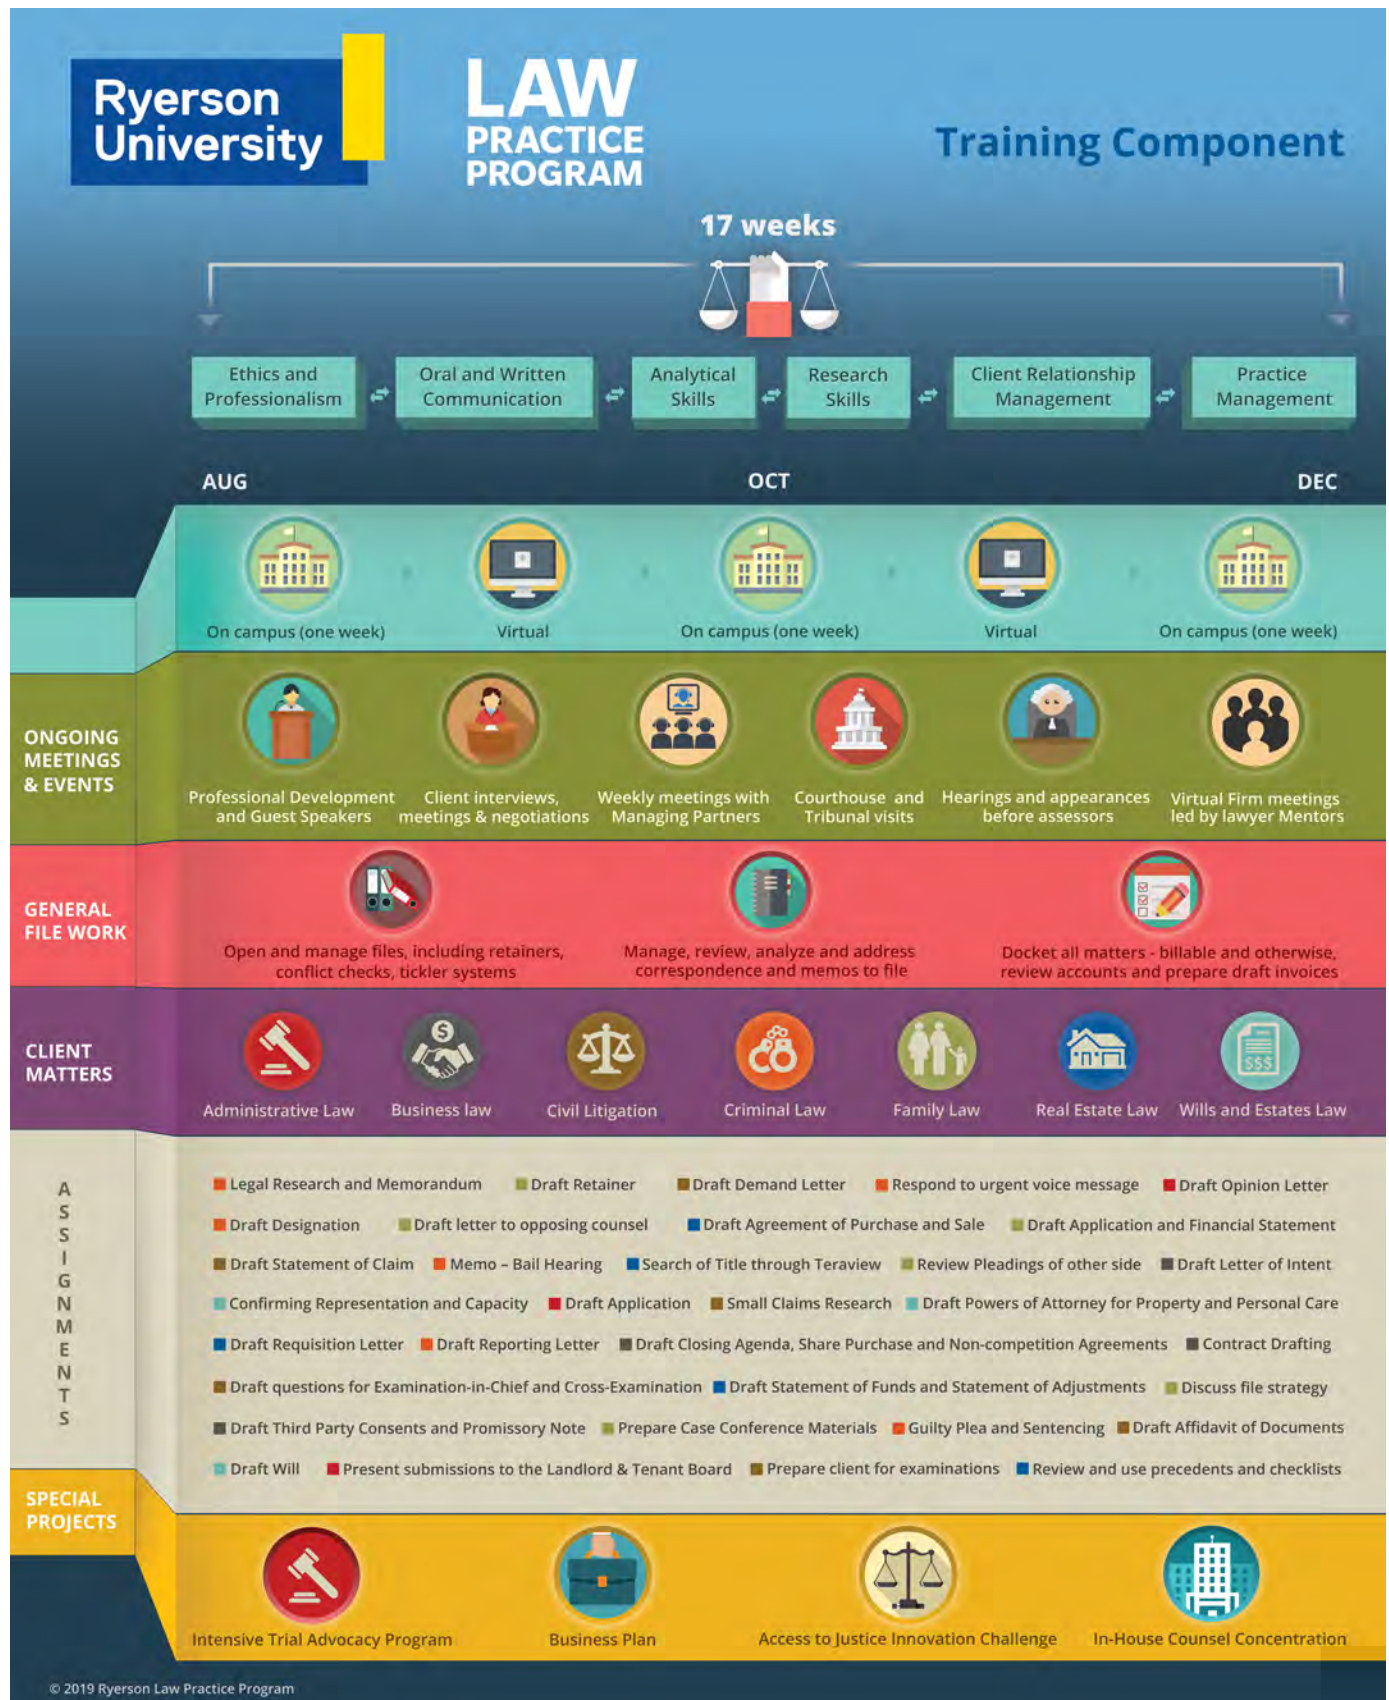 Ryerson
University
LAW
PRACTICE
PROGRAM
Training Component
17 weeks
Ethics and
Professionalism
Oral and Written
Communication
Analytical
Skills
Research
Skills
Client Relationship
Management
Practice
Management
AUG OCT DEC
On campus (one week) Virtual On campus (one week) Virtual On campus (one week)
ONGOING
MEETINGS
& EVENTS
Professional Development
and Guest Speakers
Client interviews,
meetings & negotiations
Weekly meetings with
Managing Partners
Courthouse and
Tribunal visits
Hearings and appearances
before assessors
Virtual Firm meetings
led by lawyer Mentors
GENERAL
FILE WORK
Open and manage files, including retainers,
conflict checks, tickler systems
Manage, review, analyze and address
correspondence and memos to file
Docket all matters - billable and otherwise,
review accounts and prepare draft invoices
CLIENT
MATTERS
$
$$$
Administrative Law Business law Civil Litigation Criminal Law Family Law Real Estate Law Wills and Estates Law
ASSIGNMENTS
Legal Research and Memorandum Draft Retainer Draft Demand Letter Respond to urgent voice message Draft Opinion Letter
Draft Designation Draft letter to opposing counsel Draft Agreement of Purchase and Sale Draft Application and Financial Statement
Draft Statement of Claim Memo – Bail Hearing Search of Title through Teraview Review Pleadings of other side Draft Letter of Intent
Confirming Representation and Capacity Draft Application Small Claims Research Draft Powers of Attorney for Property and Personal Care
Draft Requisition Letter Draft Reporting Letter Draft Closing Agenda, Share Purchase and Non-competition Agreements Contract Drafting
Draft questions for Examination-in-Chief and Cross-Examination Draft Statement of Funds and Statement of Adjustments Discuss file strategy
Draft Third Party Consents and Promissory Note Prepare Case Conference Materials Guilty Plea and Sentencing Draft Affidavit of Documents
Draft Will Present submissions to the Landlord & Tenant Board Prepare client for examinations Review and use precedents and checklists
SPECIAL
PROJECTS
Intensive Trial Advocacy Program Business Plan Access to Justice Innovation Challenge In-House Counsel Concentration
© 2019 Ryerson Law Practice Program